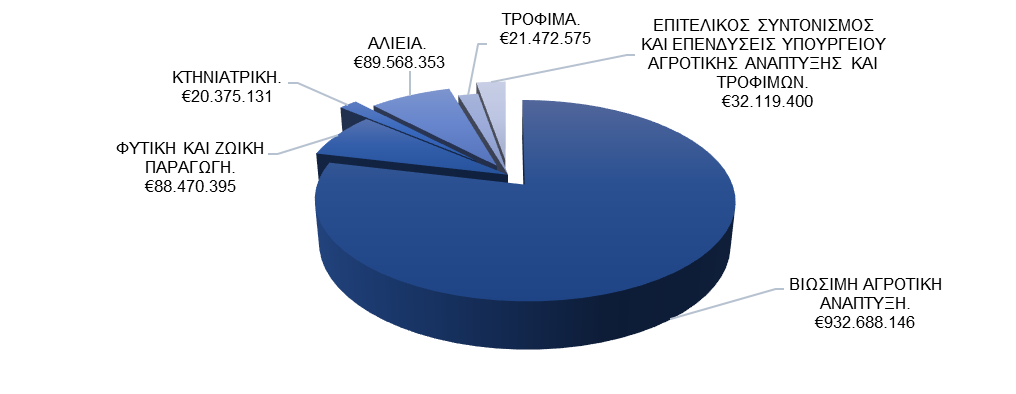 ΤΡΟΦΙΜΑ.
€21.472.575
ΕΠΙΤΕΛΙΚΟΣ ΣΥΝΤΟΝΙΣΜΟΣ
ΚΑΙ ΕΠΕΝΔΥΣΕΙΣ ΥΠΟΥΡΓΕΙΟΥ
ΑΓΡΟΤΙΚΗΣ ΑΝΑΠΤΥΞΗΣ ΚΑΙ
ΤΡΟΦΙΜΩΝ.
€32.119.400
ΑΛΙΕΙΑ.
€89.568.353
ΚΤΗΝΙΑΤΡΙΚΗ.
€20.375.131
ΦΥΤΙΚΗ ΚΑΙ ΖΩΙΚΗ
ΠΑΡΑΓΩΓΗ.
€88.470.395
ΒΙΩΣΙΜΗ ΑΓΡΟΤΙΚΗ
ΑΝΑΠΤΥΞΗ.
€932.688.146